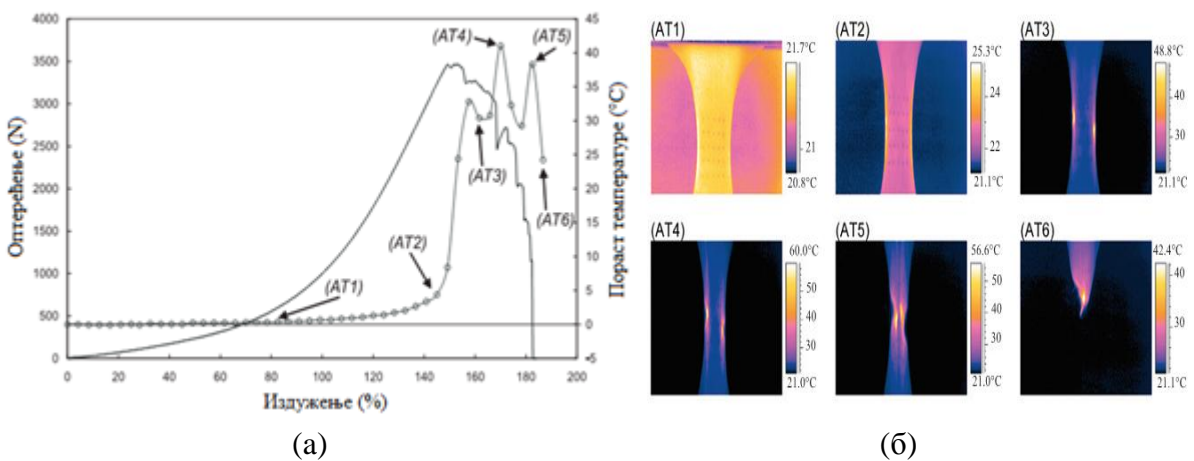 4000
3500
3000
2500
2000
1500
1000
500
0
Оптерећење (N)
0 20 40 60 80 100 120 140 160 180 200
Издужење (%)
45
40
35
30
25
20
15
10
5
0
-5
Пораст температуре (°C)
(AT4)
(AT5)
(AT3)
(AT6)
(AT2)
(AT1)
(а)
(AT1)
21.7°C
21
20.8°C
(AT2)
25.3°C
24
22
21.1°C
(AT3)
48.8°C
40
30
21.1°C
(AT4)
60.0°C
50
40
30
21.0°C
(AT5)
56.6°C
50
40
30
21.0°C
(AT6)
42.4°C
40
30
21.1°C
(б)